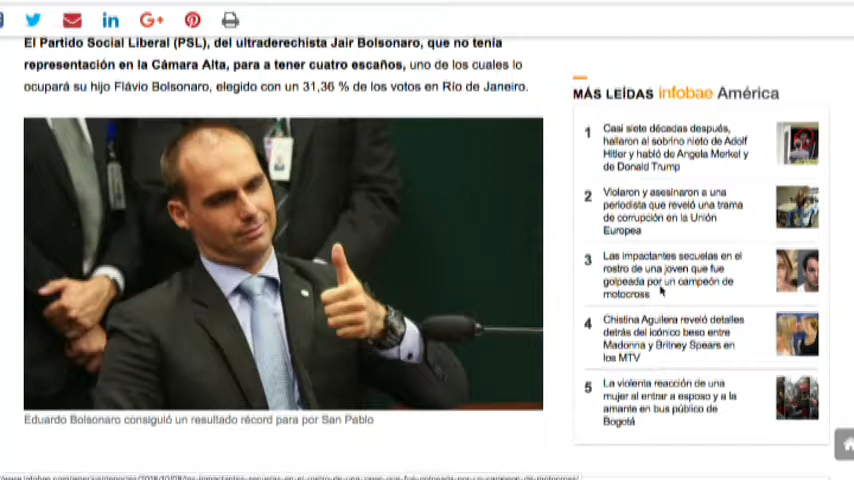 in
G+
El Partido Social Liberal (PSL), del ultraderechista Jair Bolsonaro, que no tenía
representación en la Cámara Alta, para a tener cuatro escaños, uno de los cuales lo
ocupará su hijo Flávio Bolsonaro, elegido con un 31,36 % de los votos en Río de Janeiro.
Eduardo Bolsonaro consiguió un resultado récord para por San Pablo
MÁS LEÍDAS infobae América
1 Casi siete décadas después,
hallaron al sobrino nieto de Adolf
Hitler y habló de Angela Merkel y
de Donald Trump
2 Violaron y asesinaron a una
periodista que reveló una trama
de corrupción en la Unión
Europea
3 Las impactantes secuelas en el
rostro de una joven que fue
golpeada por un campeón de
motocross
4 Chistina Aguilera reveló detalles
detrás del icónico beso entre
Madonna y Britney Spears en
los MTV
5 La violenta reacción de una
mujer al entrar a esposo y a la
amante en bus público de
Bogotá